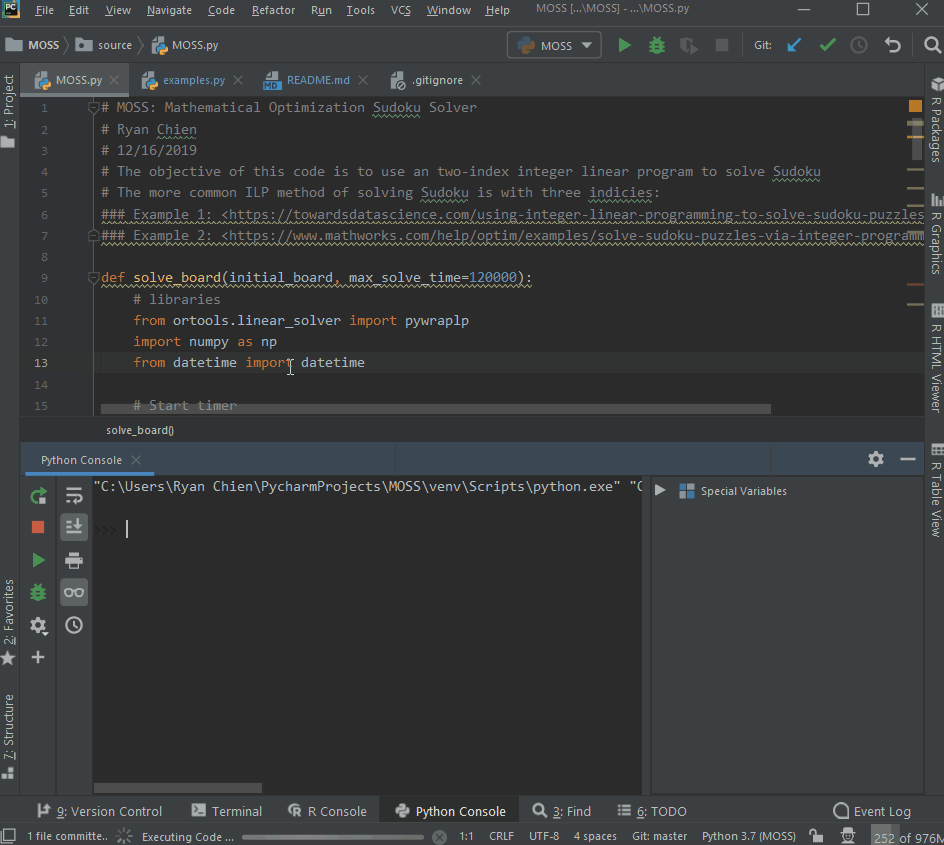 PC File Edit View Navigate Code Refactor Run Tools VCS Window Help MOSS [...\MOSS] - ...\MOSS.py
MOSS source MOSS.py MOSS Git:
1: Project
MOSS.py examples.py MD README.md .gitignore
1 # MOSS: Mathematical Optimization Sudoku Solver
2 # Ryan Chien
3 # 12/16/2019
4 # The objective of this code is to use an two-index integer linear program to solve Sudoku
5 # The more common ILP method of solving Sudoku is with three indicies:
6 ### Example 1: <https://towardsdatascience.com/using-integer-linear-programming-to-solve-sudoku-puzzles
7 ### Example 2: <https://www.mathworks.com/help/optim/examples/solve-sudoku-puzzles-via-integer-programm
8
9 def solve_board(initial_board, max_solve_time=120000):
10 # libraries
11 from ortools.linear_solver import pywraplp
12 import numpy as np
13 from datetime import datetime
14
15 # Start timer
solve_board()
R Packages
R Graphics
R HTML Viewer
R Table View
Python Console
"C:\Users\Ryan Chien\PycharmProjects\MOSS\venv\Scripts\python.exe" "C
>>>
Special Variables
2: Favorites
7: Structure
9: Version Control Terminal R Console Python Console 3: Find 6: TODO Event Log
1 file committe.. Executing Code ... 1:1 CRLF UTF-8 4 spaces Git: master Python 3.7 (MOSS) 252 of 976M